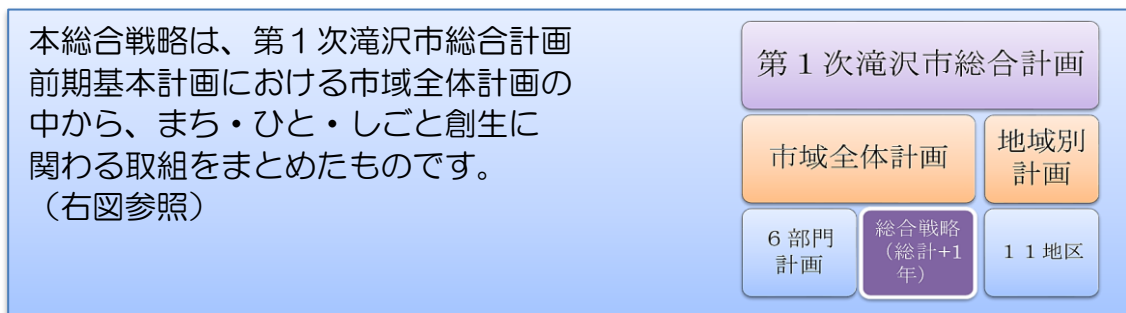 本総合戦略は、第1次滝沢市総合計画
前期基本計画における市域全体計画の
中から、まち・ひと・しごと創生に
関わる取組をまとめたものです。
（右図参照）
第１次滝沢市総合計画
市域全体計画
地域別
計画
６部門
計画
総合戦略
（総計+1
年）
１１地区